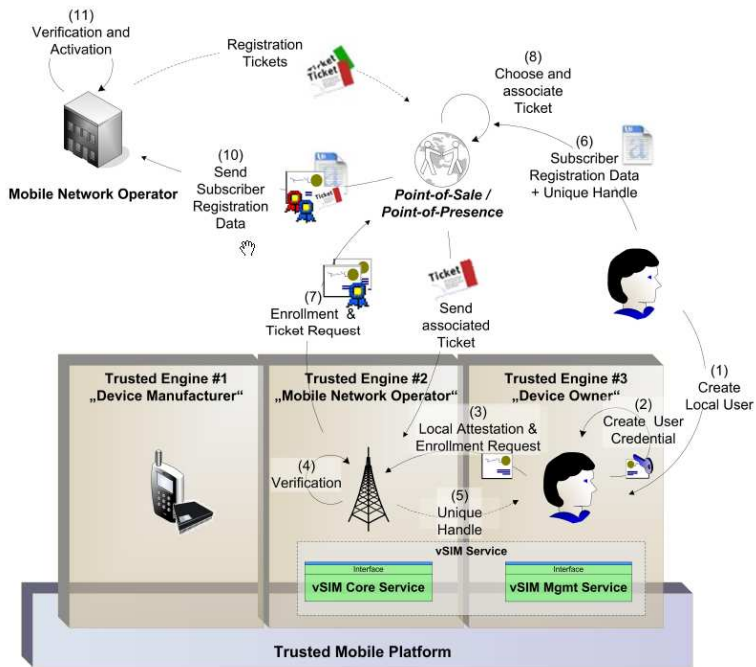 (11)
Verification and
Activation
Registration
Tickets
Ticket
Ticket
(8)
Choose and
associate
Ticket
(6)
Subscriber
Registration Data
+ Unique Handle
Mobile Network Operator
(10)
Send
Subscriber
Registration
Data
Ticket
Point-of-Sale /
Point-of-Presence
(7)
Enrollment &
Ticket Request
Ticket
Send
associated
Ticket
(1)
Create
Local User
Trusted Engine #1
„Device Manufacturer“
Trusted Engine #2
„Mobile Network Operator“
Trusted Engine #3
„Device Owner“
(2)
Create User
Credential
(3)
Local Attestation &
Enrollment Request
(4)
Verification
(5)
Unique
Handle
vSIM Service
Interface
vSIM Core Service
Interface
vSIM Mgmt Service
Trusted Mobile Platform